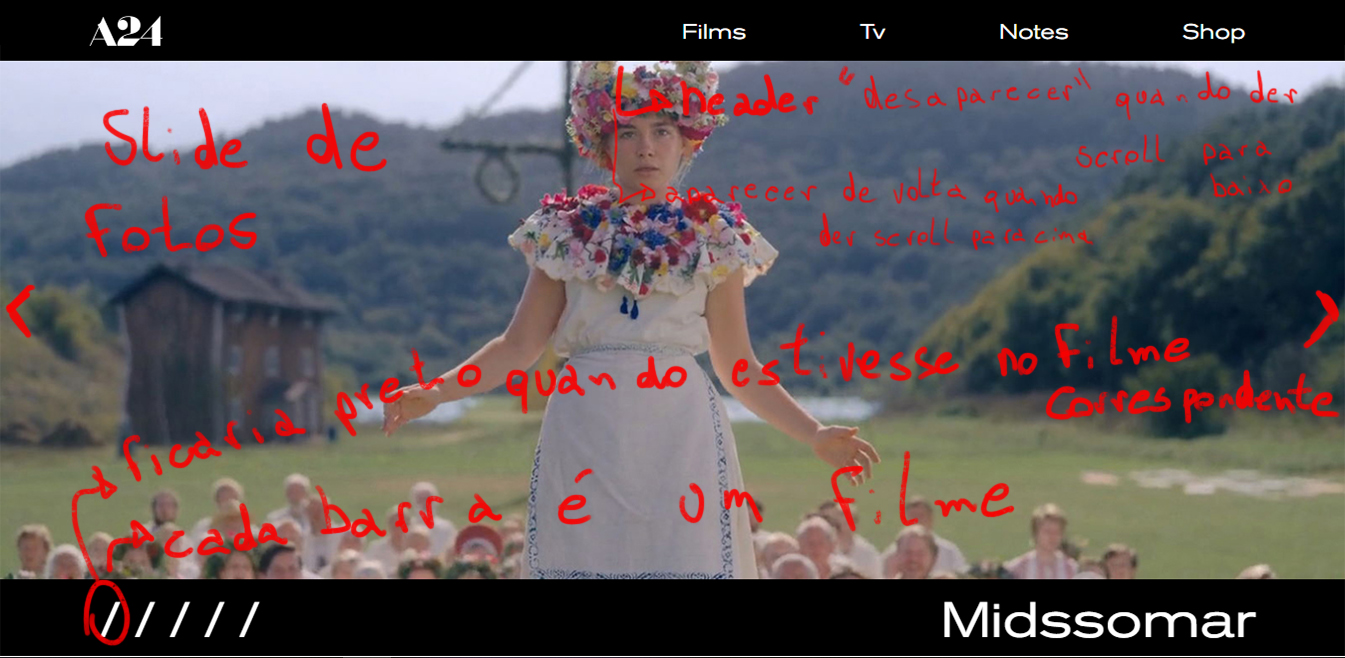 A24 Films Tv Notes Shop
Slide de
Fotos
header "desaparecer" quando der
scroll para
baixo
aparecer de volta quando
der scroll para cima
< >
ficaria preto quando estivesse no filme
correspondente
cada barra é um filme
/ / / / /
Midssomar